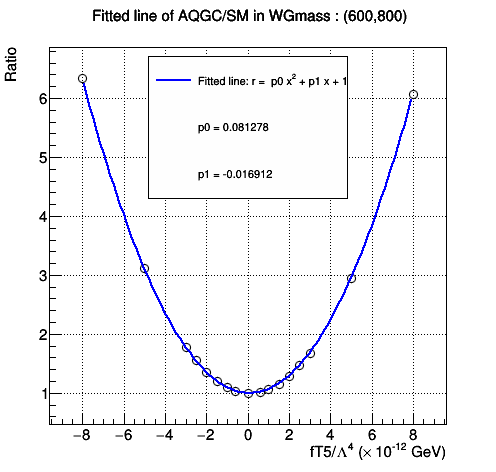 Fitted line of AQGC/SM in WGmass : (600,800)
Ratio
Fitted line: r = p0 x² + p1 x + 1
p0 = 0.081278
p1 = -0.016912
6
5
4
3
2
1
−8 −6 −4 −2 0 2 4 6 8
fT5/Λ⁴ (× 10⁻¹² GeV)